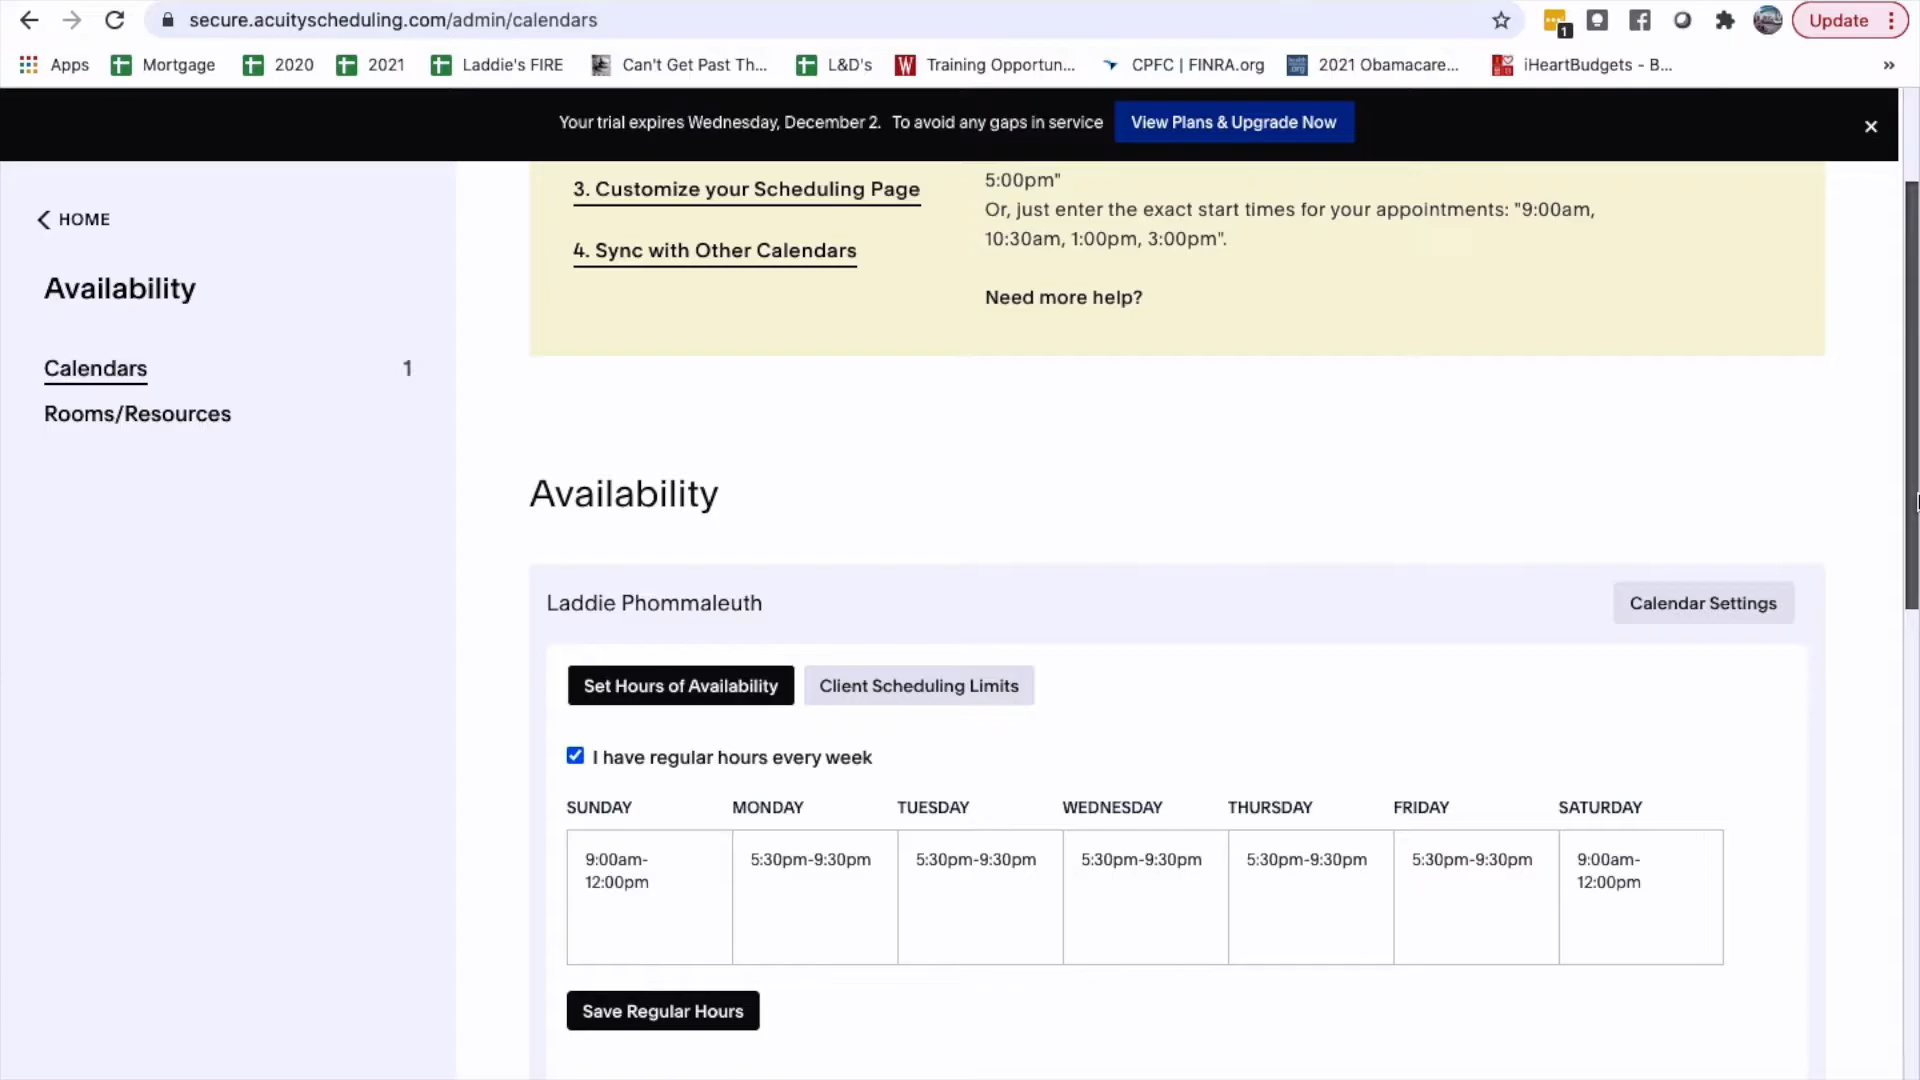 secure.acuityscheduling.com/admin/calendars
1
Update
Apps
Mortgage
2020
2021
Laddie's FIRE
Can't Get Past Th...
L&D's
Training Opportun...
CPFC | FINRA.org
2021 Obamacare...
iHeartBudgets - B...
»
Your trial expires Wednesday, December 2. To avoid any gaps in service
View Plans & Upgrade Now
HOME
Availability
Calendars 1
Rooms/Resources
3. Customize your Scheduling Page
4. Sync with Other Calendars
5:00pm"
Or, just enter the exact start times for your appointments: "9:00am,
10:30am, 1:00pm, 3:00pm".
Need more help?
Availability
Laddie Phommaleuth
Calendar Settings
Set Hours of Availability
Client Scheduling Limits
I have regular hours every week
SUNDAY MONDAY TUESDAY WEDNESDAY THURSDAY FRIDAY SATURDAY
9:00am-
12:00pm
5:30pm-9:30pm
5:30pm-9:30pm
5:30pm-9:30pm
5:30pm-9:30pm
5:30pm-9:30pm
9:00am-
12:00pm
Save Regular Hours